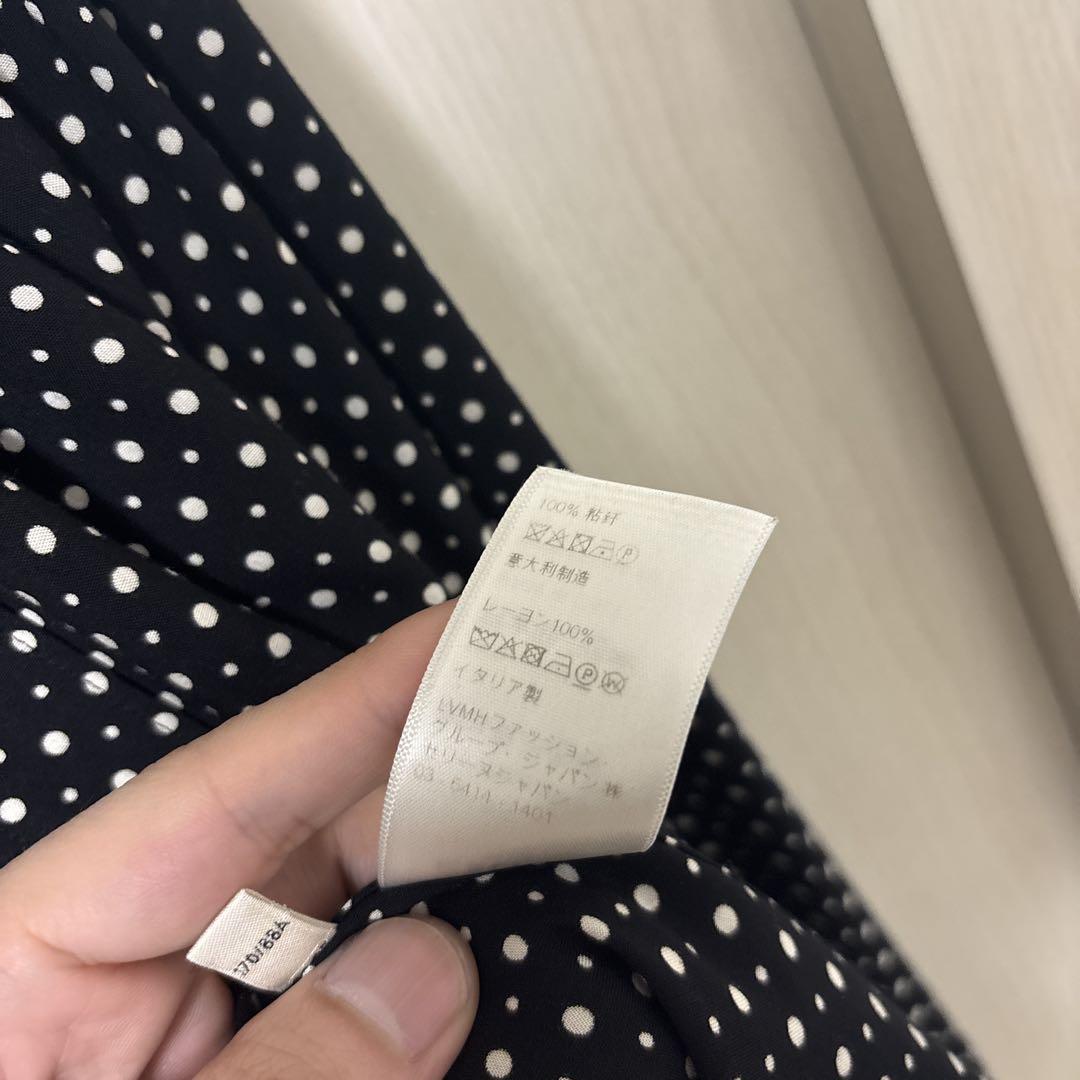 100% 粘纤
意大利制造
レーヨン100%
イタリア製
LVMHファッション・
グループ・ジャパン㈱
セリーヌジャパン
03-6414-1401
170/88A